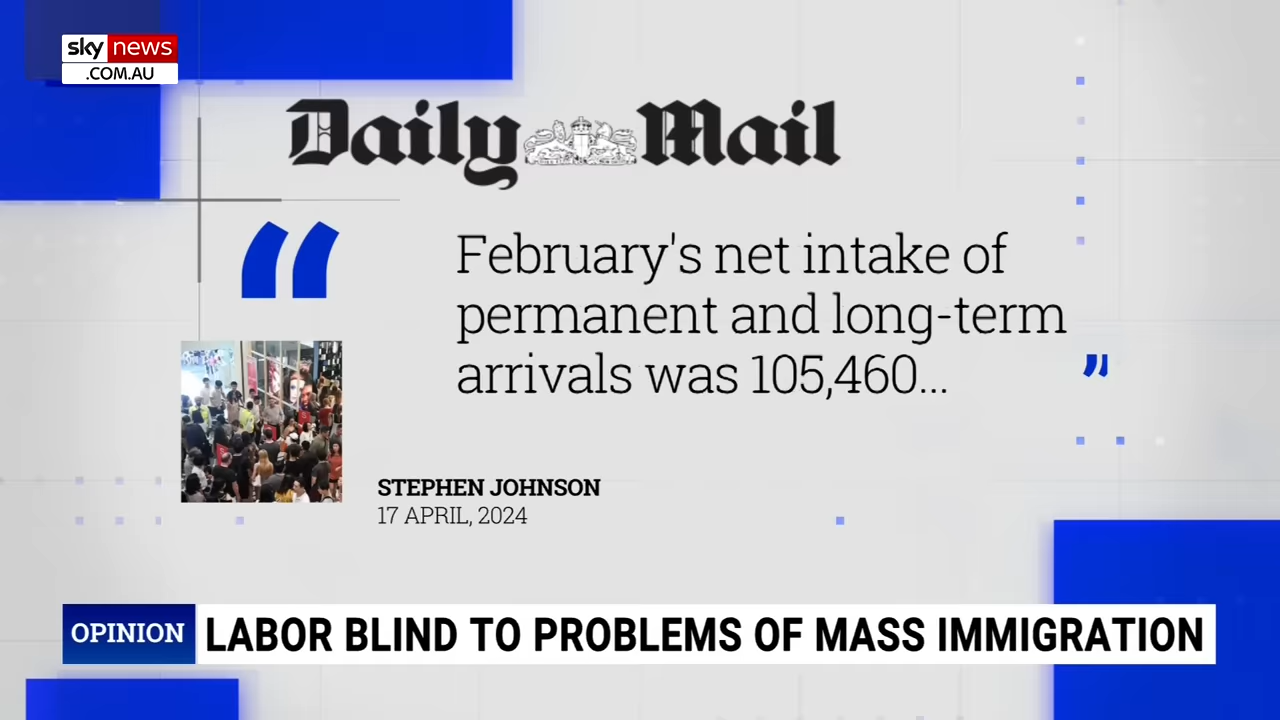 sky news
.COM.AU
Daily Mail
“
February's net intake of
permanent and long-term
arrivals was 105,460...
”
STEPHEN JOHNSON
17 APRIL, 2024
OPINION LABOR BLIND TO PROBLEMS OF MASS IMMIGRATION